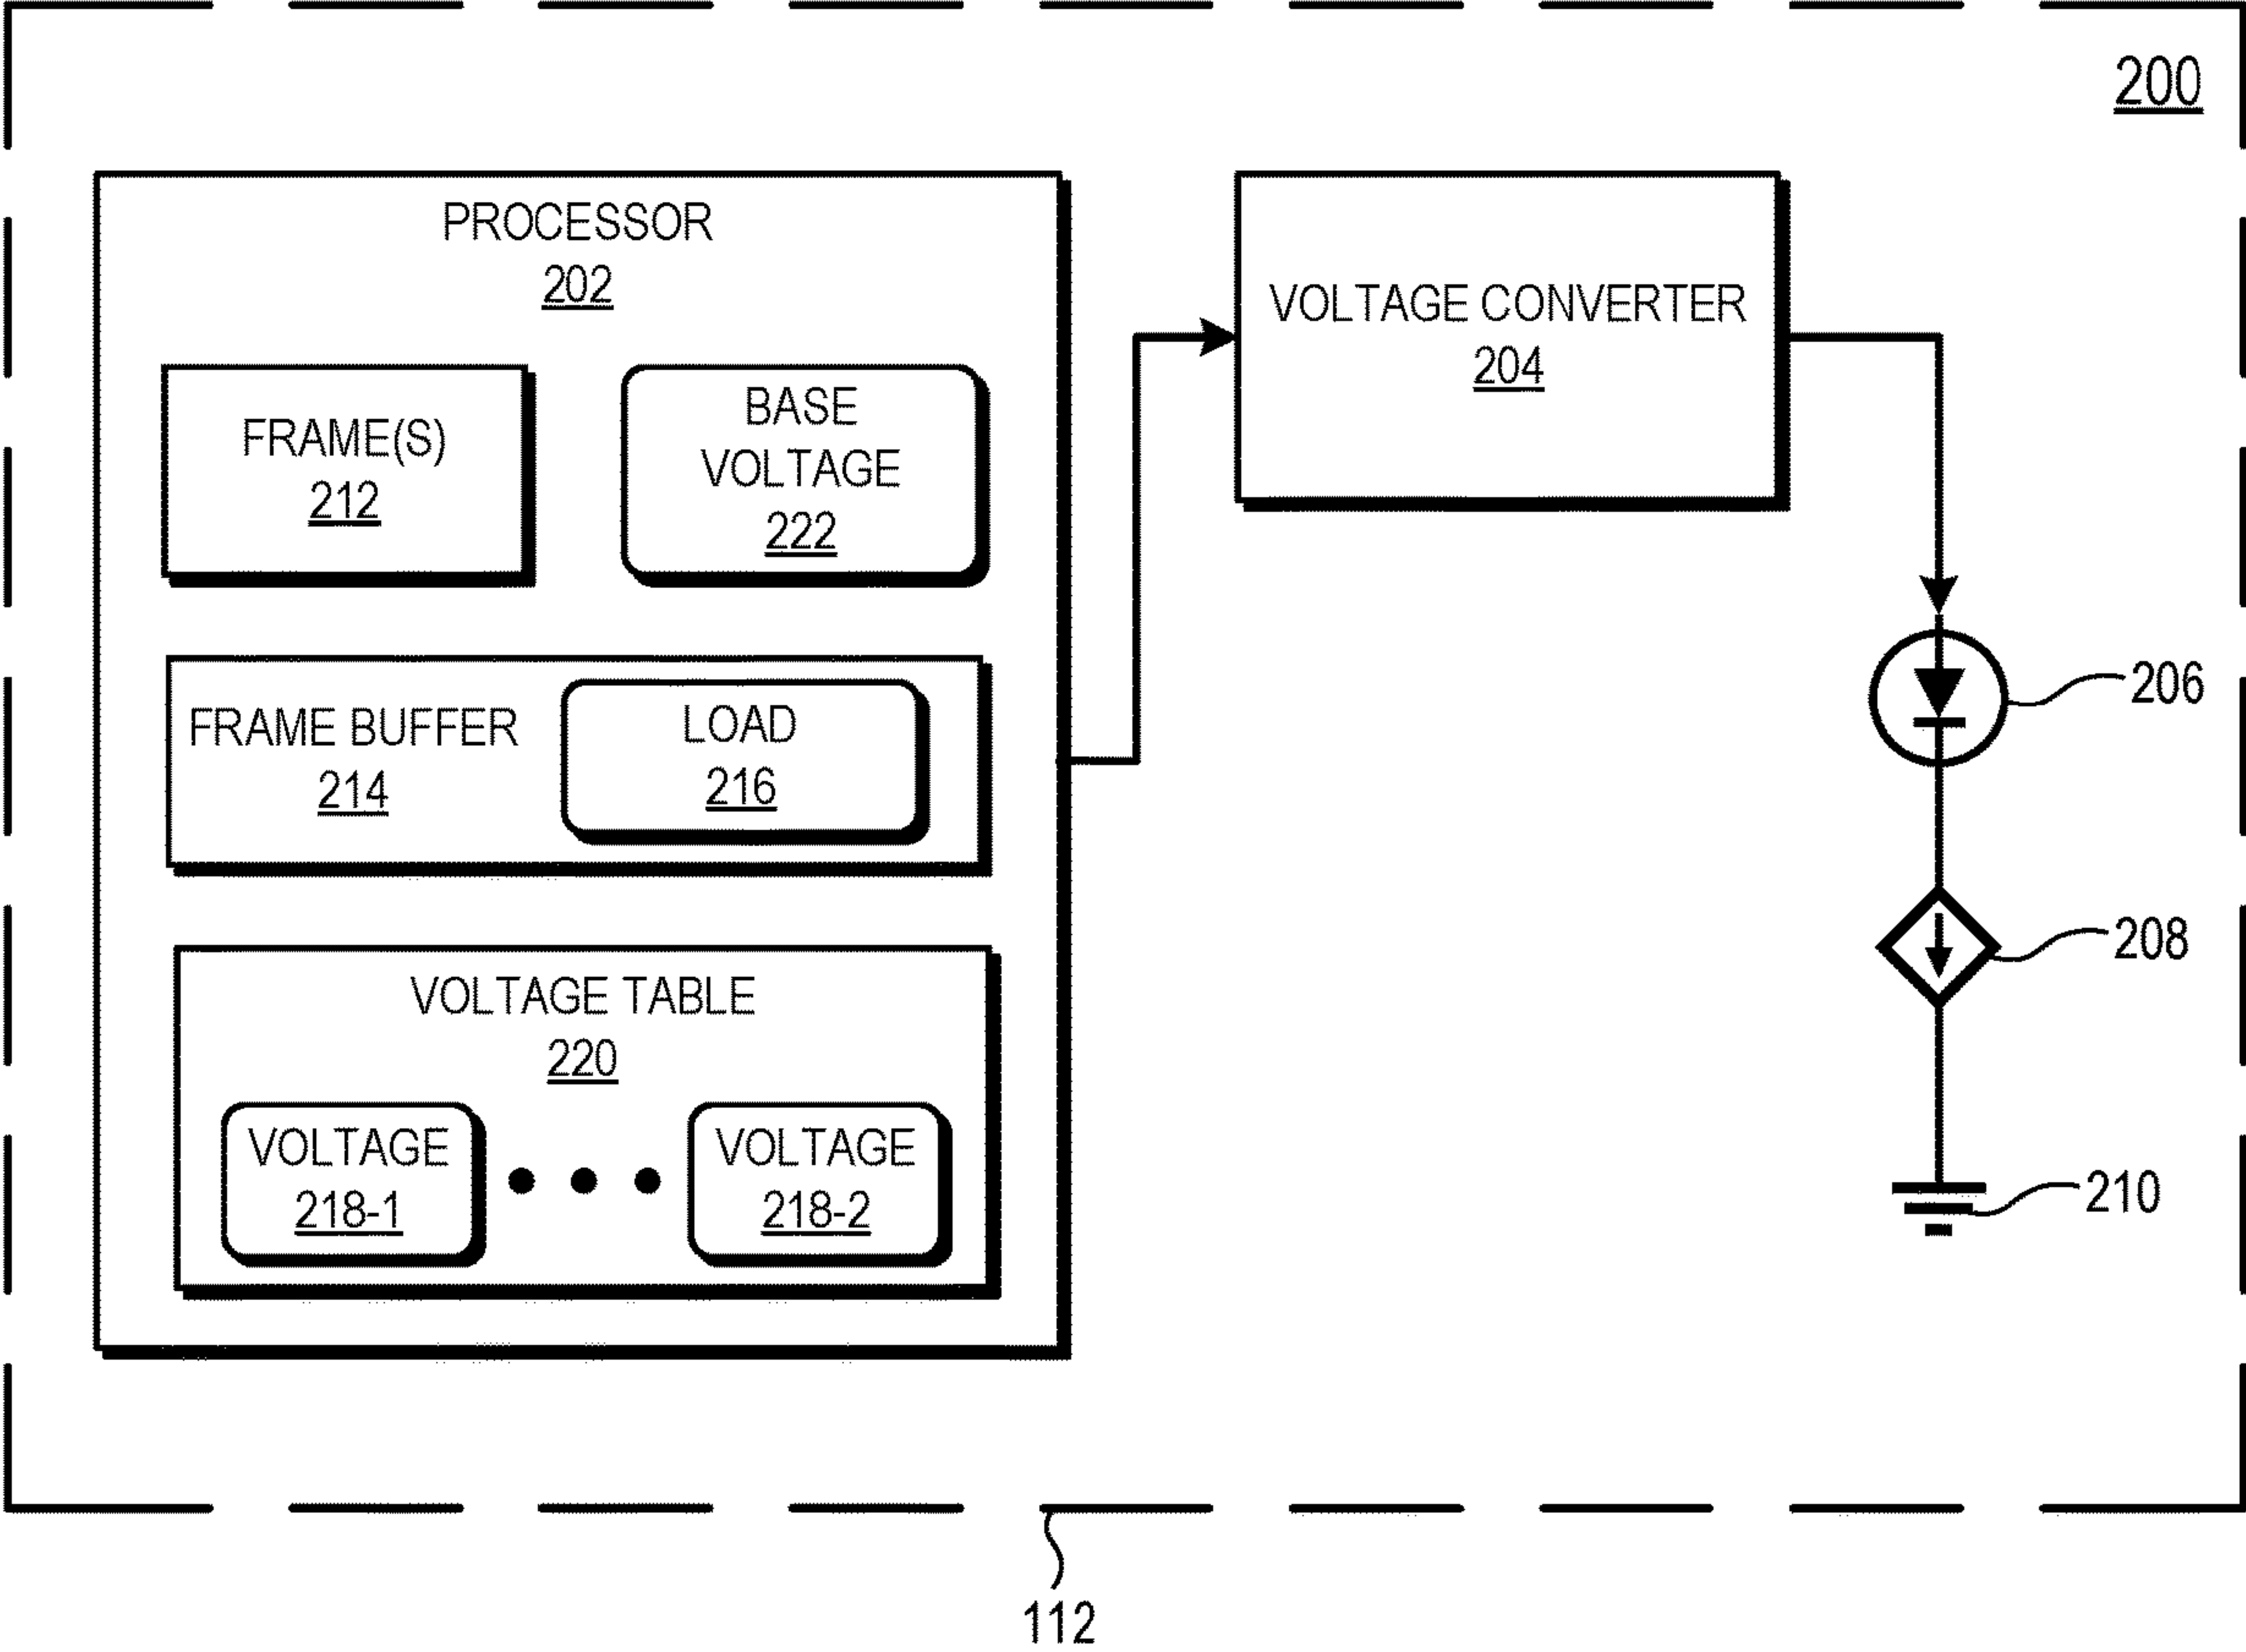 200
PROCESSOR
202
FRAME(S)
212
BASE
VOLTAGE
222
FRAME BUFFER
214
LOAD
216
VOLTAGE TABLE
220
VOLTAGE
218-1
VOLTAGE
218-2
VOLTAGE CONVERTER
204
206
208
210
112